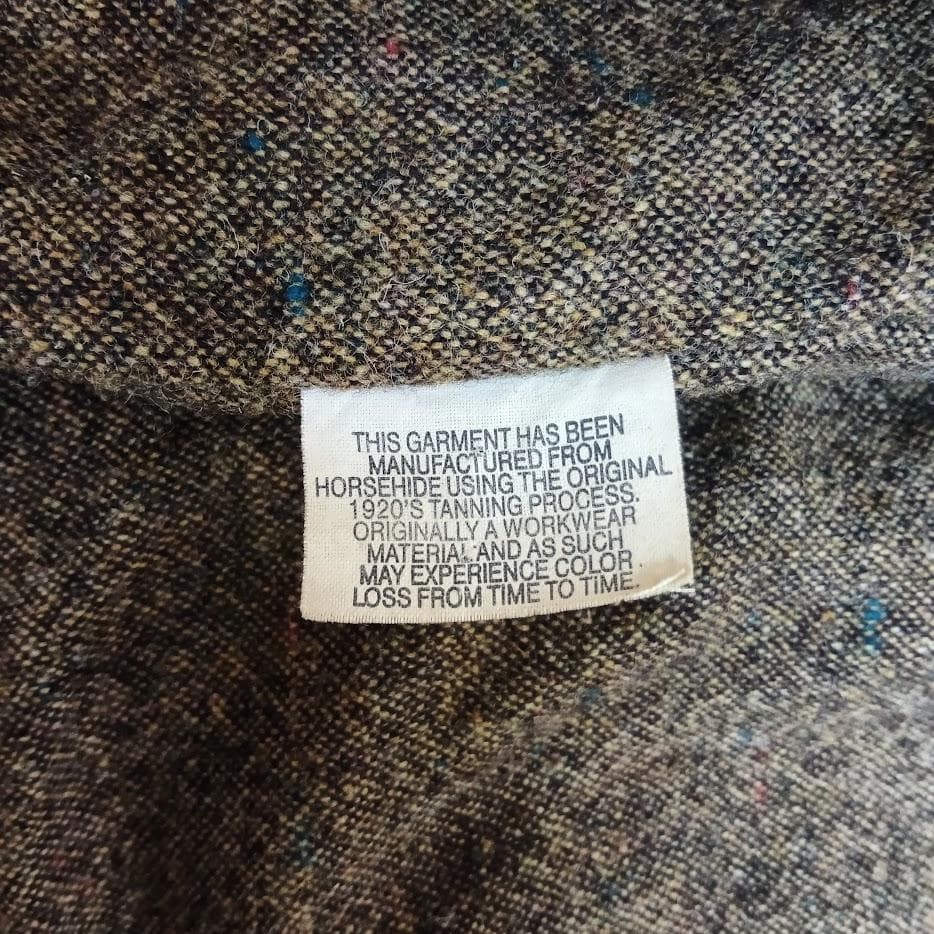 THIS GARMENT HAS BEEN
MANUFACTURED FROM
HORSEHIDE USING THE ORIGINAL
1920'S TANNING PROCESS.
ORIGINALLY A WORKWEAR
MATERIAL AND AS SUCH
MAY EXPERIENCE COLOR
LOSS FROM TIME TO TIME.